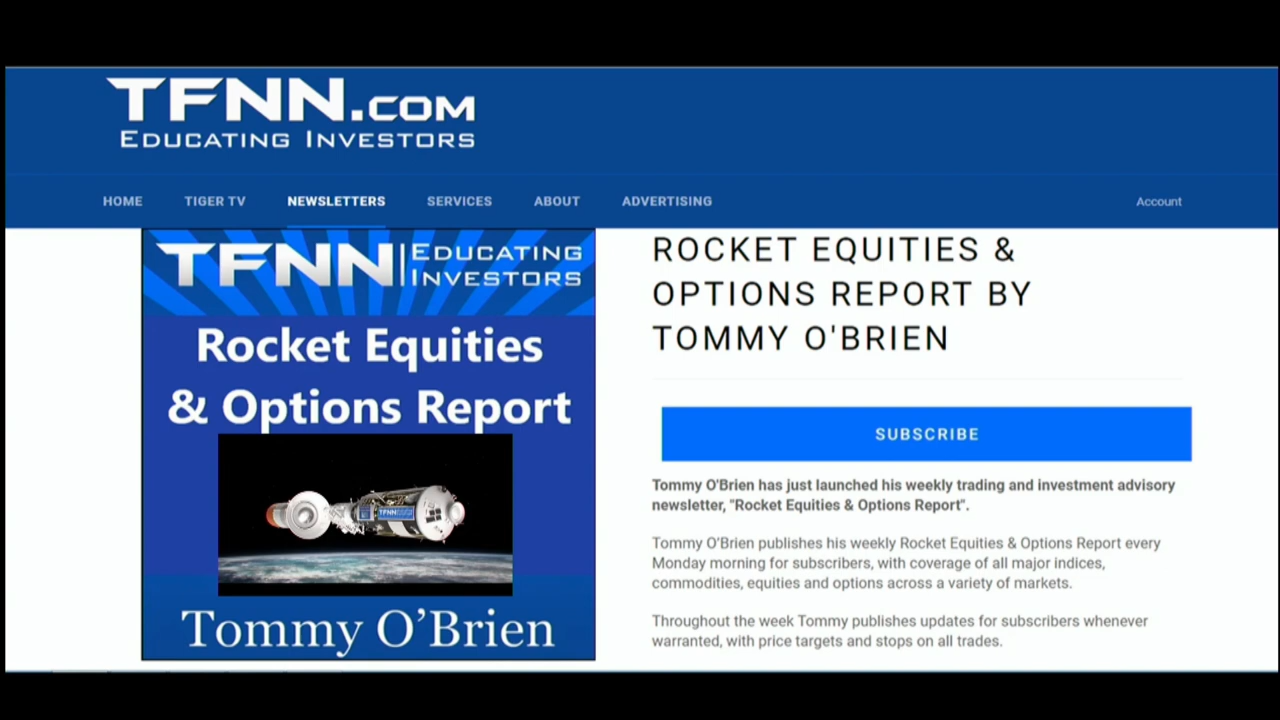 TFNN.COM
EDUCATING INVESTORS
HOME TIGER TV NEWSLETTERS SERVICES ABOUT ADVERTISING Account
TFNN EDUCATING
INVESTORS
Rocket Equities
& Options Report
Tommy O’Brien
ROCKET EQUITIES &
OPTIONS REPORT BY
TOMMY O'BRIEN
SUBSCRIBE
Tommy O'Brien has just launched his weekly trading and investment advisory
newsletter, "Rocket Equities & Options Report".
Tommy O'Brien publishes his weekly Rocket Equities & Options Report every
Monday morning for subscribers, with coverage of all major indices,
commodities, equities and options across a variety of markets.
Throughout the week Tommy publishes updates for subscribers whenever
warranted, with price targets and stops on all trades.